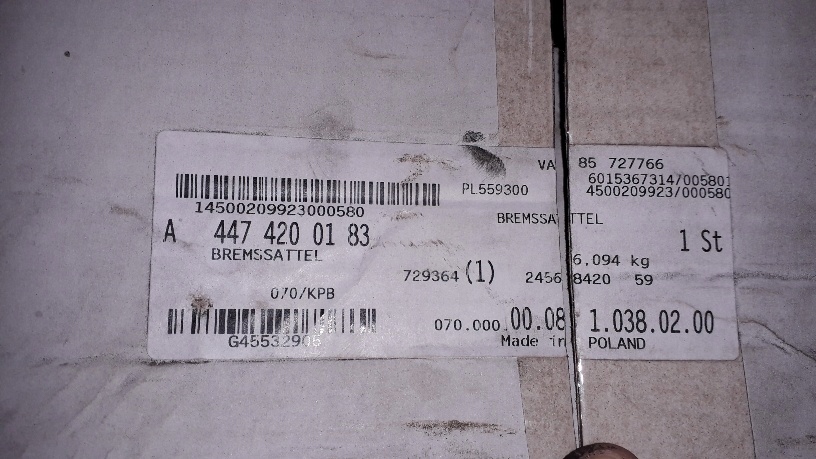 VA 85 727766
6015367314/00580
PL559300 4500209923/000580
14500209923000580
BREMSSATTEL
A 447 420 01 83
1 St
BREMSSATTEL
6.094 kg
729364 (1) 2456 8420 59
070/KPB
070.000 00.08 1.038.02.00
G45532906
Made in POLAND